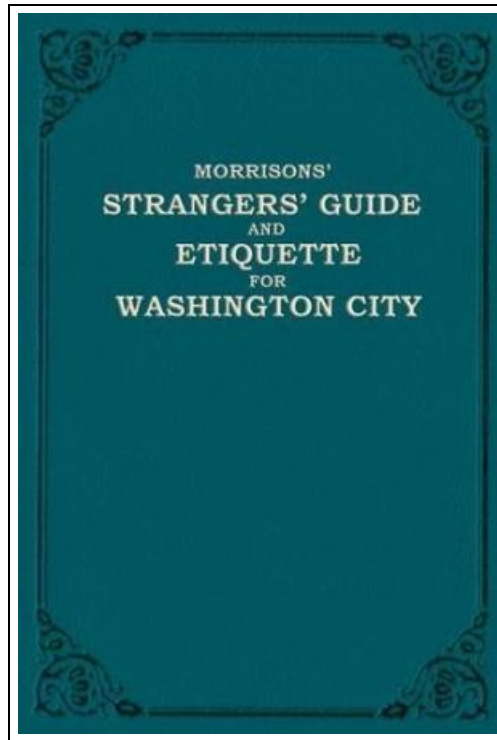 MORRISONS'
STRANGERS' GUIDE
AND
ETIQUETTE
FOR
WASHINGTON CITY